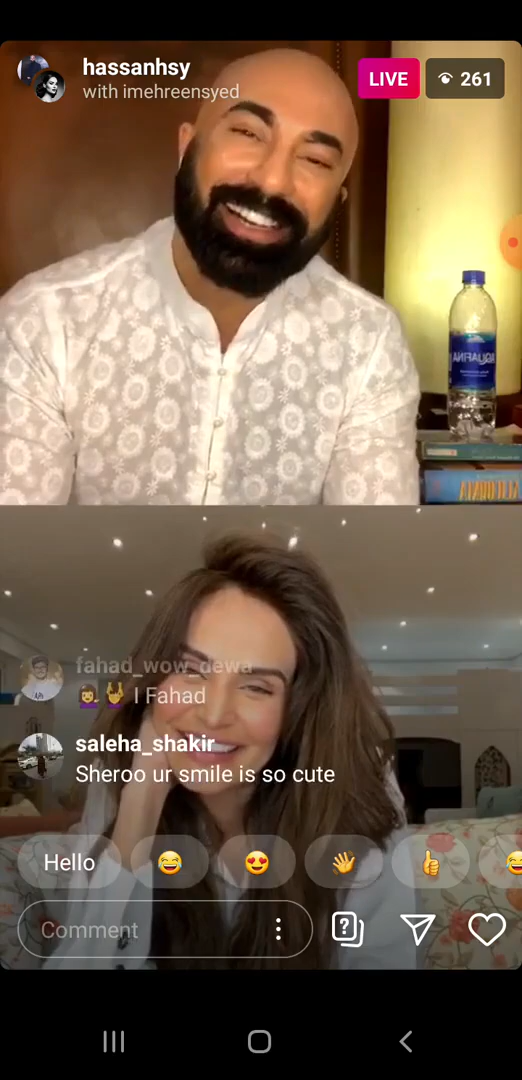 hassanhsy
with imehreensyed
LIVE
261
AQUAFINA
fahad_wow_dewa
🙋🏻‍♀️ 🤘 I Fahad
saleha_shakir
Sheroo ur smile is so cute
Hello
Comment